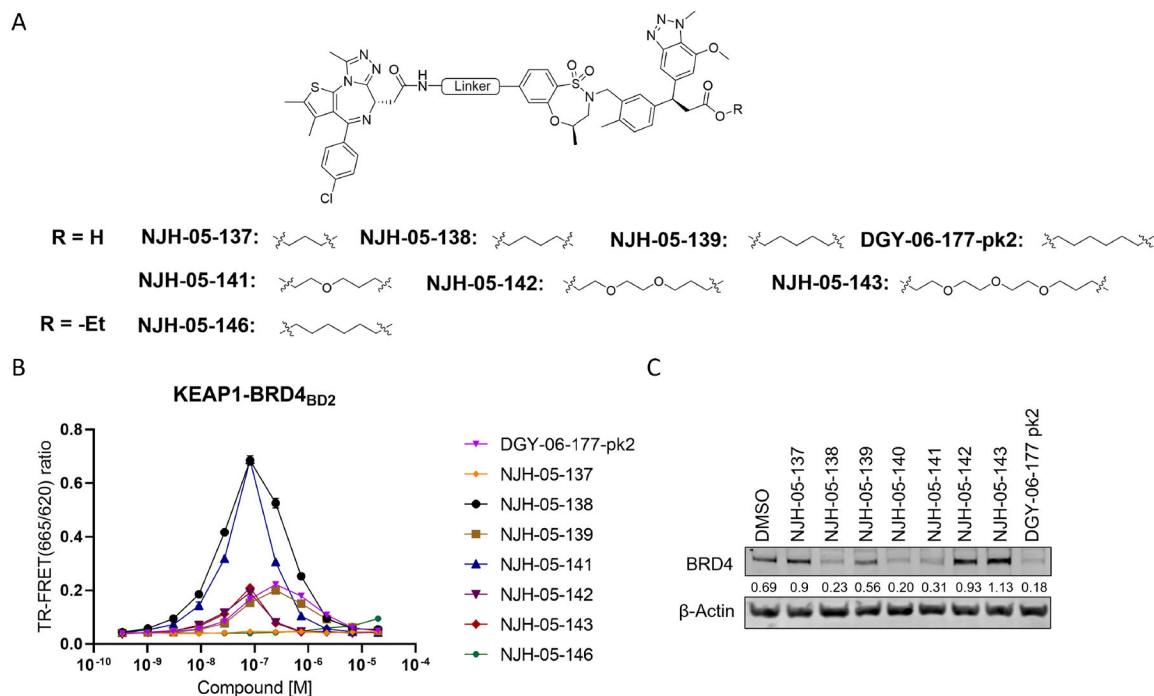 A
N
N
N
N
N
N
O
H
N
Linker
S
N
Cl
O
O
S
N
O
N
N
N
O
O
O
R
R = H NJH-05-137: NJH-05-138: NJH-05-139: DGY-06-177-pk2:
NJH-05-141: O NJH-05-142: O O NJH-05-143: O O O
R = -Et NJH-05-146:
B
KEAP1-BRD4BD2
TR-FRET(665/620) ratio
0.8
0.6
0.4
0.2
0.0
10-10 10-9 10-8 10-7 10-6 10-5 10-4
Compound [M]
DGY-06-177-pk2
NJH-05-137
NJH-05-138
NJH-05-139
NJH-05-141
NJH-05-142
NJH-05-143
NJH-05-146
C
DMSO
NJH-05-137
NJH-05-138
NJH-05-139
NJH-05-140
NJH-05-141
NJH-05-142
NJH-05-143
DGY-06-177 pk2
BRD4
0.69 0.9 0.23 0.56 0.20 0.31 0.93 1.13 0.18
β-Actin